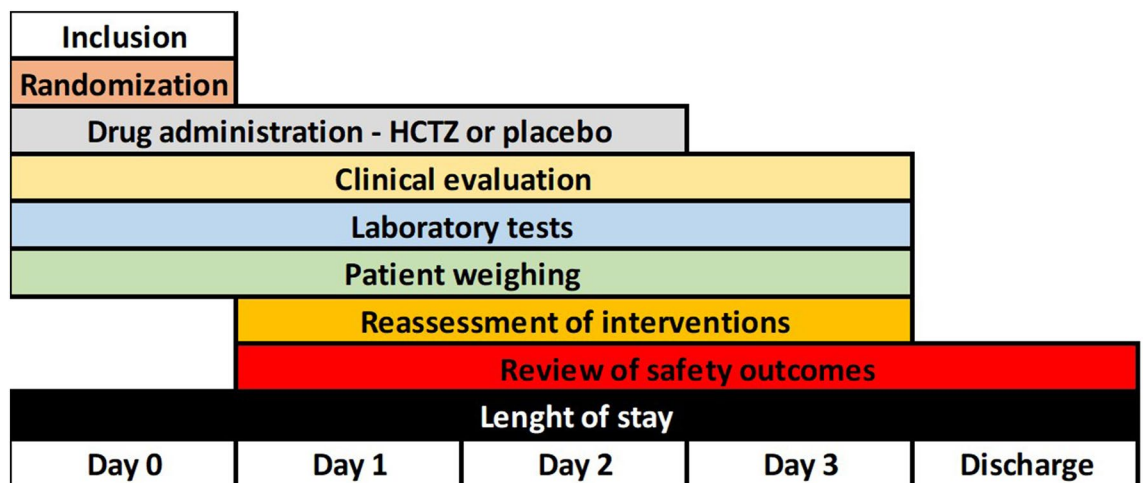 Inclusion
Randomization
Drug administration - HCTZ or placebo
Clinical evaluation
Laboratory tests
Patient weighing
Reassessment of interventions
Review of safety outcomes
Lenght of stay
Day 0 Day 1 Day 2 Day 3 Discharge